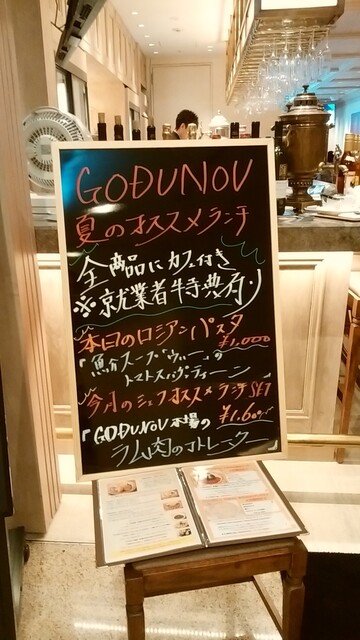 GODUNOV
夏のオススメランチ
全商品にカフェ付き
※京就業者特典有り
本日のロシアンパスタ
¥1,000
「魚介スープ「ウハー」の
トマトスパゲッティーニ」
今月のシェフオススメランチSET
「GODUNOV本場の ¥1,600
ラム肉のコトレータ」